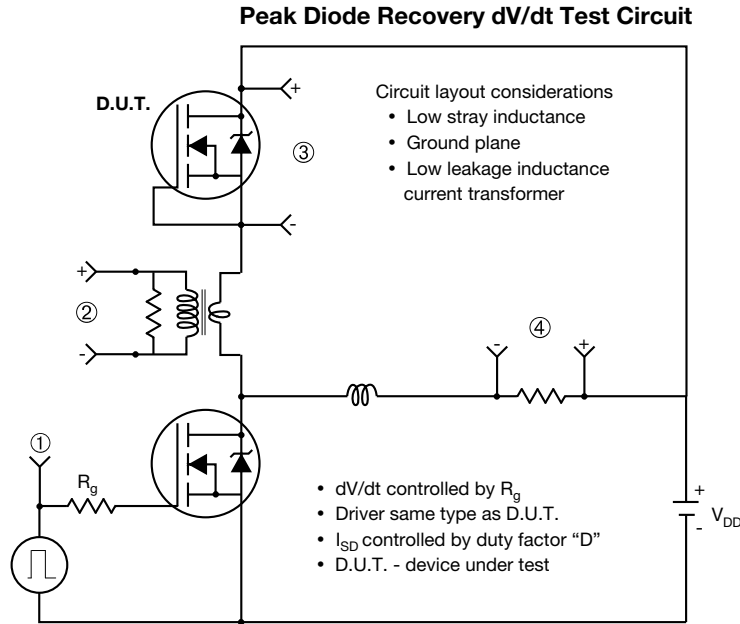 Peak Diode Recovery dV/dt Test Circuit
D.U.T.
+
③
-
Circuit layout considerations
• Low stray inductance
• Ground plane
• Low leakage inductance
current transformer
+
②
-
④
-
+
①
Rg
• dV/dt controlled by Rg
• Driver same type as D.U.T.
• ISD controlled by duty factor “D”
• D.U.T. - device under test
+
VDD
-